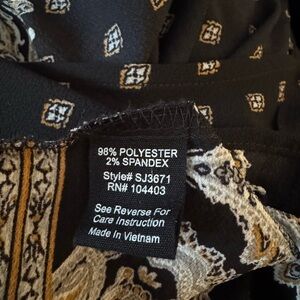 98% POLYESTER
2% SPANDEX
Style# SJ3671
RN# 104403
See Reverse For
Care Instruction
Made In Vietnam